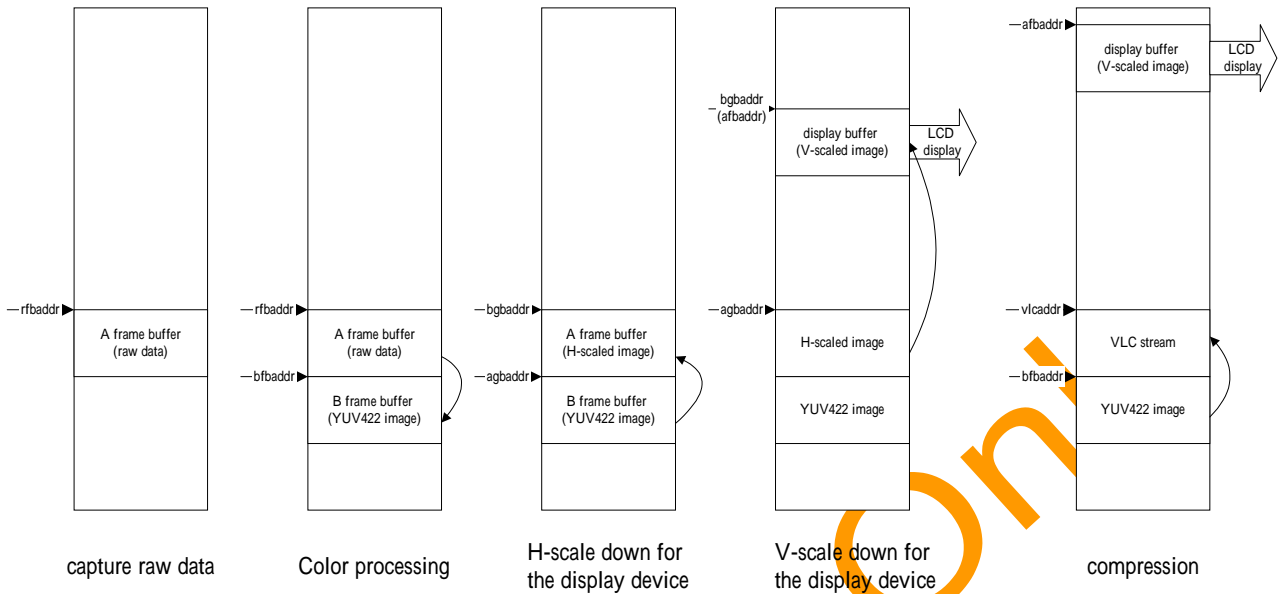 rfbaddr
A frame buffer
(raw data)
capture raw data
rfbaddr
A frame buffer
(raw data)
bfbaddr
B frame buffer
(YUV422 image)
Color processing
bgbaddr
A frame buffer
(H-scaled image)
agbaddr
B frame buffer
(YUV422 image)
H-scale down for
the display device
bgbaddr
(afbaddr)
display buffer
(V-scaled image)
LCD
display
agbaddr
H-scaled image
YUV422 image
V-scale down for
the display device
afbaddr
display buffer
(V-scaled image)
LCD
display
vlcaddr
VLC stream
bfbaddr
YUV422 image
compression